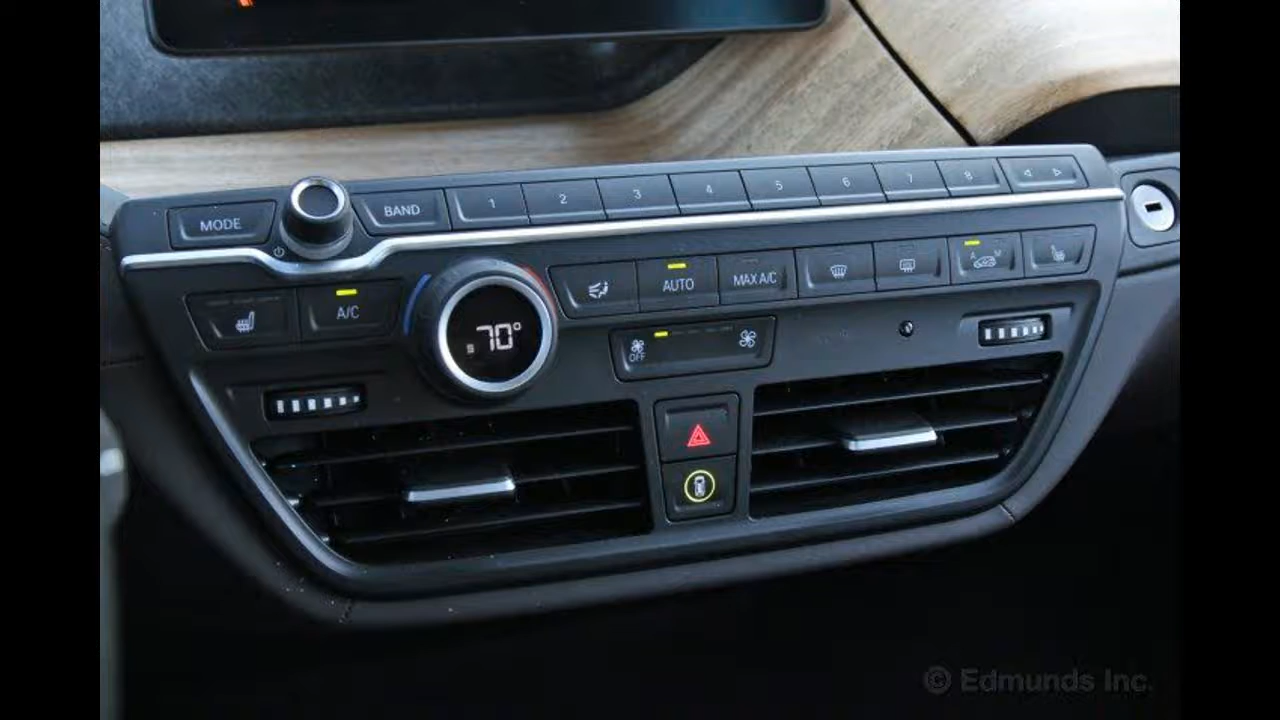 MODE BAND 1 2 3 4 5 6 7 8
A/C 70° AUTO MAX A/C A M
OFF
© Edmunds Inc.